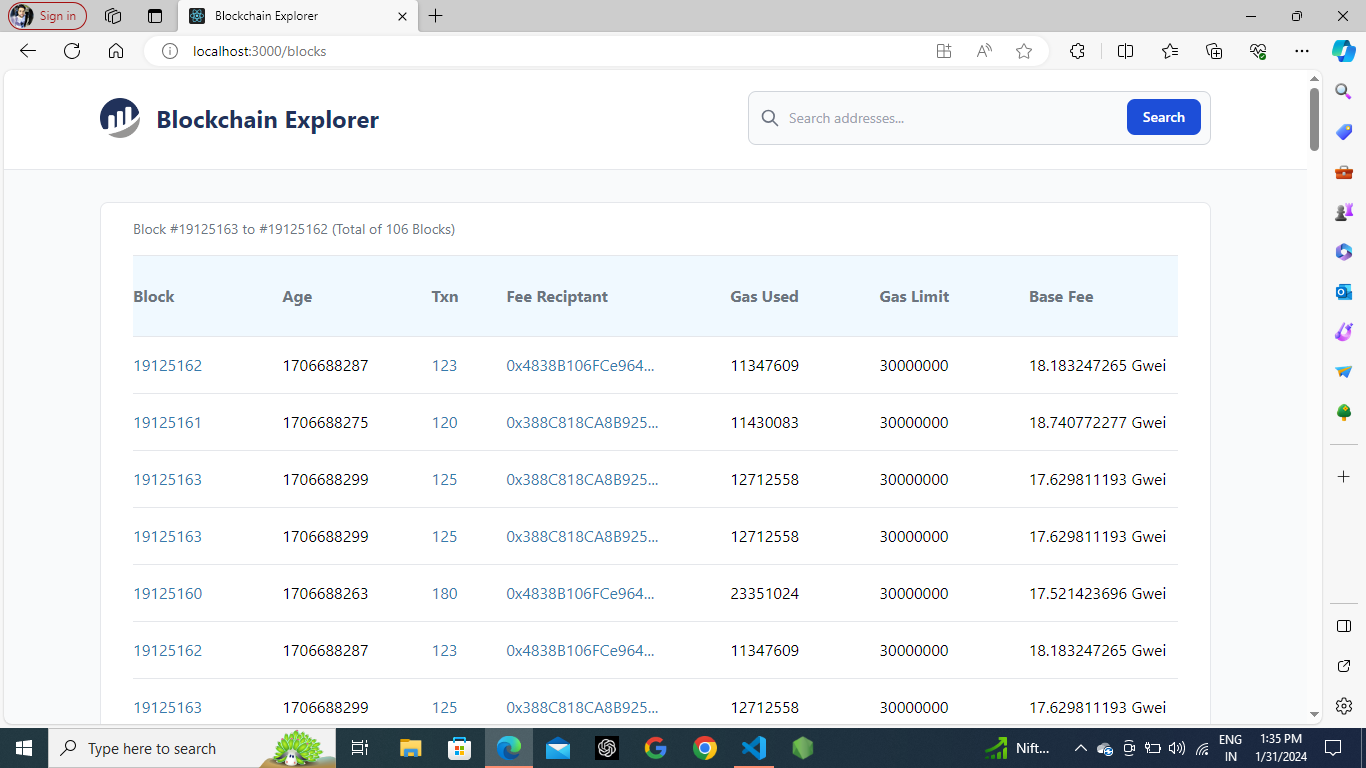 Sign in
Blockchain Explorer
localhost:3000/blocks
Blockchain Explorer
Search addresses...
Search
Block #19125163 to #19125162 (Total of 106 Blocks)
Block Age Txn Fee Reciptant Gas Used Gas Limit Base Fee
19125162 1706688287 123 0x4838B106FCe964... 11347609 30000000 18.183247265 Gwei
19125161 1706688275 120 0x388C818CA8B925... 11430083 30000000 18.740772277 Gwei
19125163 1706688299 125 0x388C818CA8B925... 12712558 30000000 17.629811193 Gwei
19125163 1706688299 125 0x388C818CA8B925... 12712558 30000000 17.629811193 Gwei
19125160 1706688263 180 0x4838B106FCe964... 23351024 30000000 17.521423696 Gwei
19125162 1706688287 123 0x4838B106FCe964... 11347609 30000000 18.183247265 Gwei
19125163 1706688299 125 0x388C818CA8B925... 12712558 30000000 17.629811193 Gwei
Type here to search
Nift...
ENG
IN
1:35 PM
1/31/2024